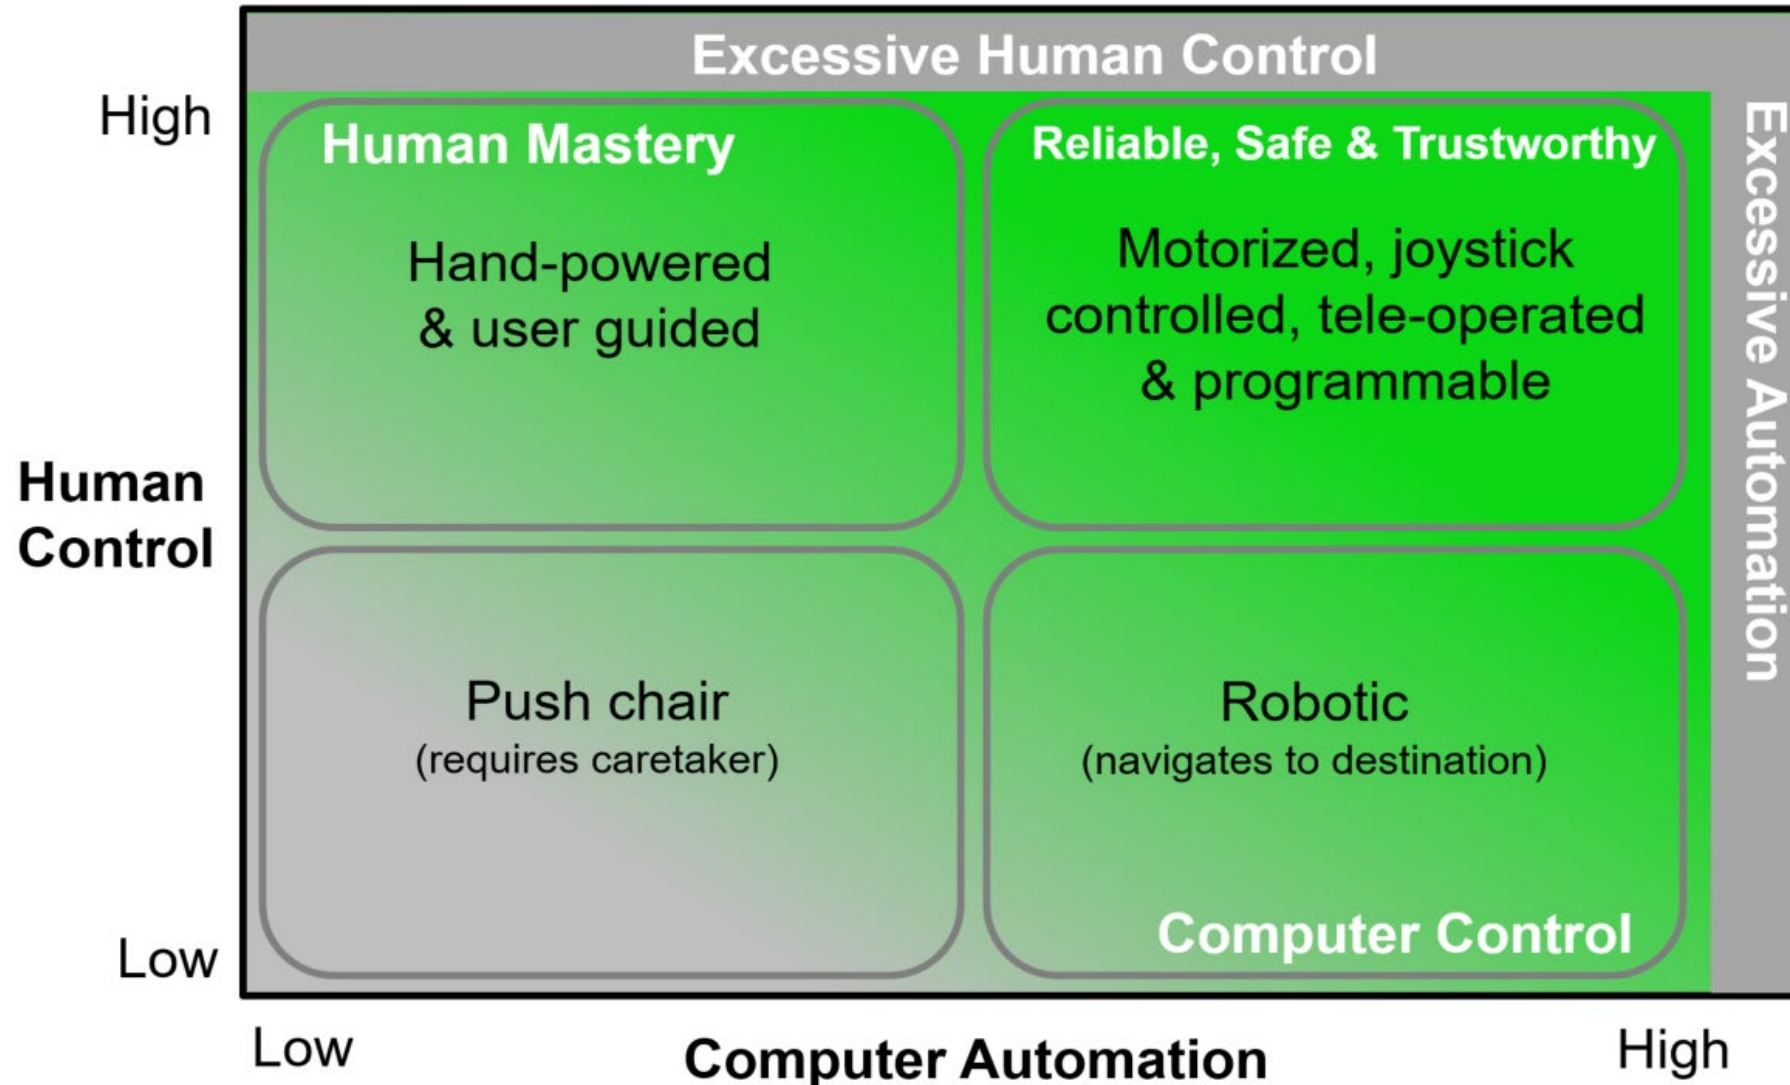 Excessive Human Control
High
Human Mastery
Reliable, Safe & Trustworthy
Excessive Automation
Hand-powered
& user guided
Motorized, joystick
controlled, tele-operated
& programmable
Human
Control
Push chair
(requires caretaker)
Robotic
(navigates to destination)
Computer Control
Low
Low
Computer Automation
High